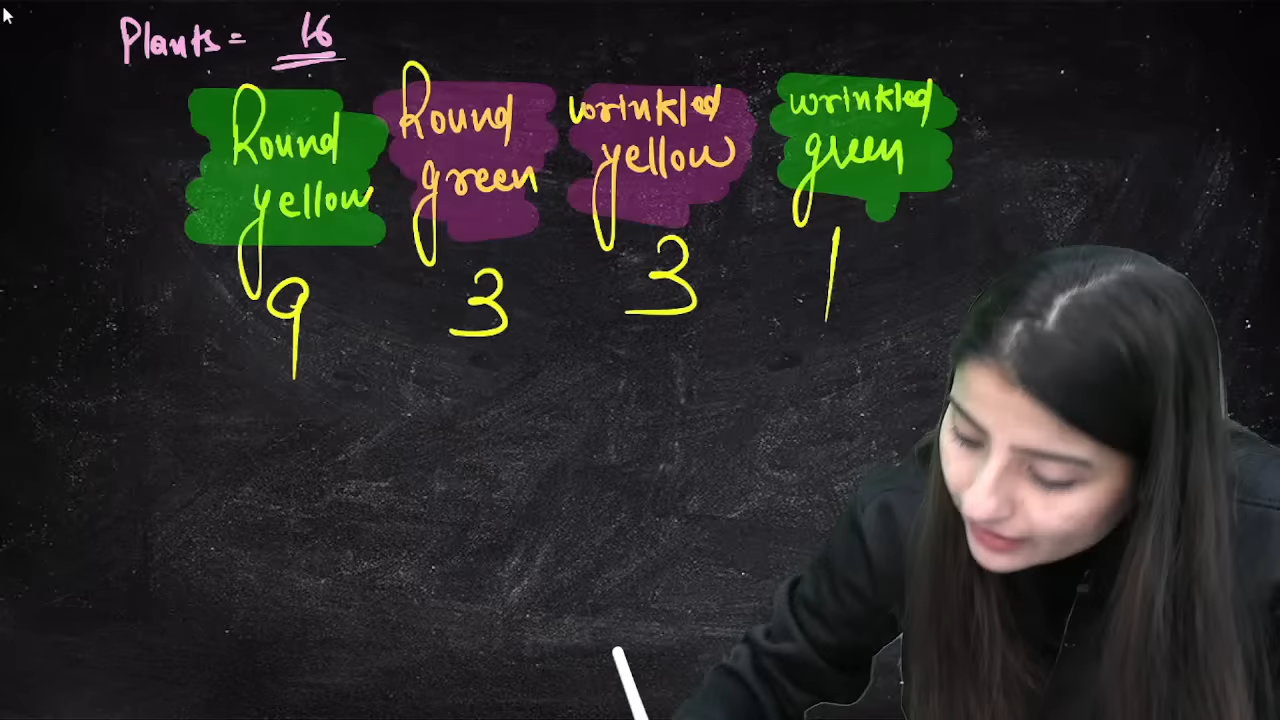 Plants = 16
Round yellow
Round green
wrinkled yellow
wrinkled green
9 3 3 1